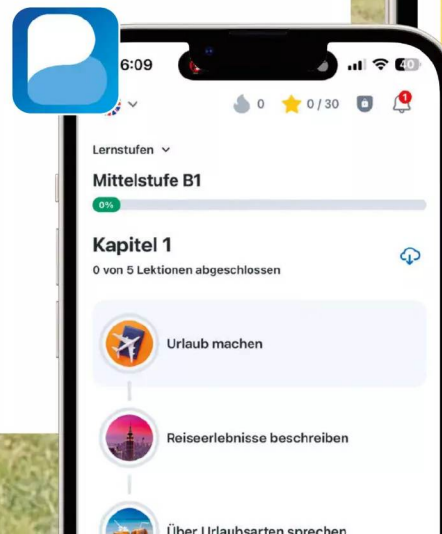 6:09
40
0
0 / 30
1
Lernstufen
Mittelstufe B1
0%
Kapitel 1
0 von 5 Lektionen abgeschlossen
Urlaub machen
Reiseerlebnisse beschreiben
Über Urlaubsarten sprechen